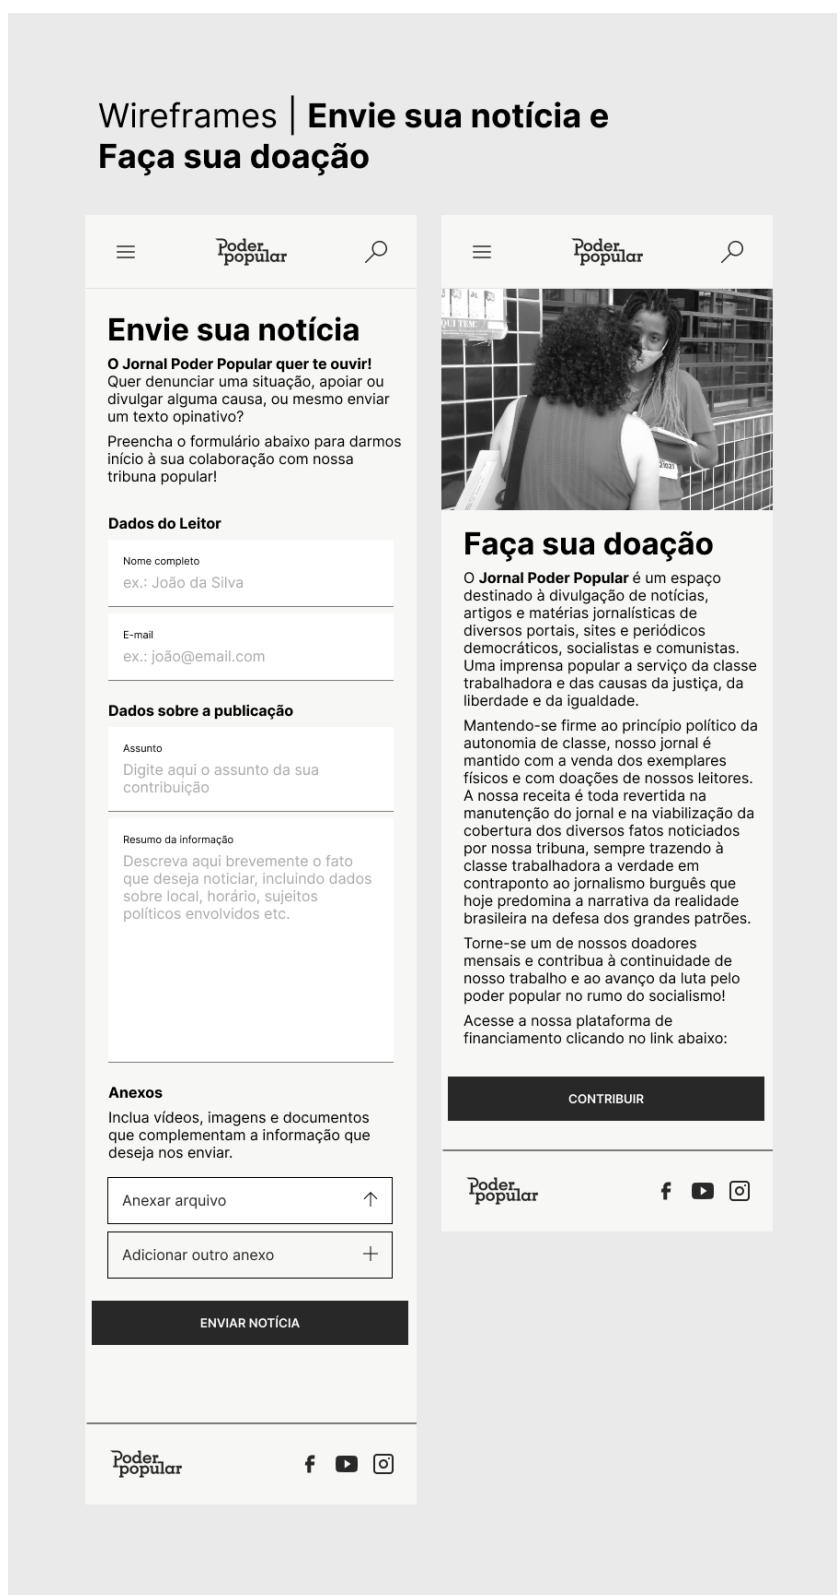 Wireframes | Envie sua notícia e
Faça sua doação
Poder
popular
Envie sua notícia
O Jornal Poder Popular quer te ouvir!
Quer denunciar uma situação, apoiar ou
divulgar alguma causa, ou mesmo enviar
um texto opinativo?
Preencha o formulário abaixo para darmos
início à sua colaboração com nossa
tribuna popular!
Dados do Leitor
Nome completo
ex.: João da Silva
E-mail
ex.: joão@email.com
Dados sobre a publicação
Assunto
Digite aqui o assunto da sua
contribuição
Resumo da informação
Descreva aqui brevemente o fato
que deseja noticiar, incluindo dados
sobre local, horário, sujeitos
políticos envolvidos etc.
Anexos
Inclua vídeos, imagens e documentos
que complementam a informação que
deseja nos enviar.
Anexar arquivo
Adicionar outro anexo
ENVIAR NOTÍCIA
Poder
popular
Poder
popular
Faça sua doação
O Jornal Poder Popular é um espaço
destinado à divulgação de notícias,
artigos e matérias jornalísticas de
diversos portais, sites e periódicos
democráticos, socialistas e comunistas.
Uma imprensa popular a serviço da classe
trabalhadora e das causas da justiça, da
liberdade e da igualdade.
Mantendo-se firme ao princípio político da
autonomia de classe, nosso jornal é
mantido com a venda dos exemplares
físicos e com doações de nossos leitores.
A nossa receita é toda revertida na
manutenção do jornal e na viabilização da
cobertura dos diversos fatos noticiados
por nossa tribuna, sempre trazendo à
classe trabalhadora a verdade em
contraponto ao jornalismo burguês que
hoje predomina a narrativa da realidade
brasileira na defesa dos grandes patrões.
Torne-se um de nossos doadores
mensais e contribua à continuidade de
nosso trabalho e ao avanço da luta pelo
poder popular no rumo do socialismo!
Acesse a nossa plataforma de
financiamento clicando no link abaixo:
CONTRIBUIR
Poder
popular